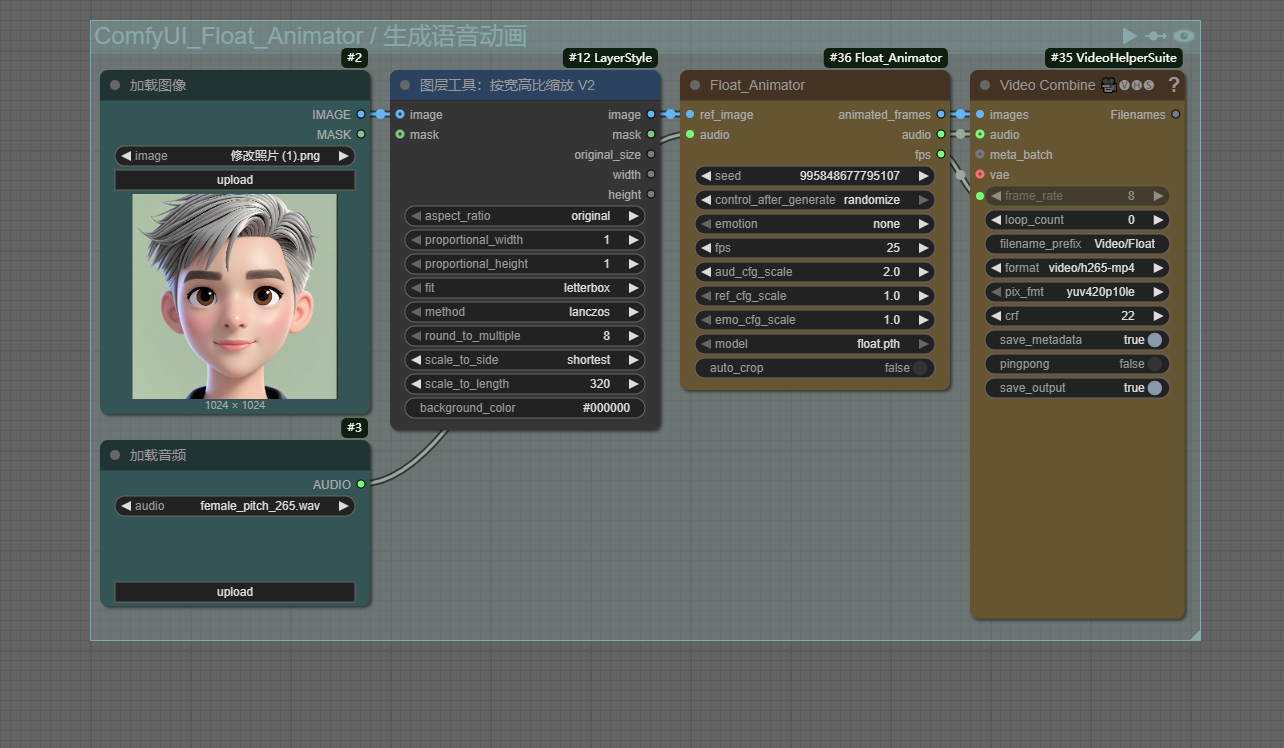 ComfyUI_Float_Animator / 生成语音动画
#2
加载图像
IMAGE
MASK
image 修改照片 (1).png
upload
1024 × 1024
#3
加载音频
AUDIO
audio female_pitch_265.wav
upload
#12 LayerStyle
图层工具：按宽高比缩放 V2
image image
mask mask
original_size
width
height
aspect_ratio original
proportional_width 1
proportional_height 1
fit letterbox
method lanczos
round_to_multiple 8
scale_to_side shortest
scale_to_length 320
background_color #000000
#36 Float_Animator
Float_Animator
ref_image animated_frames
audio audio
fps
seed 995848677795107
control_after_generate randomize
emotion none
fps 25
aud_cfg_scale 2.0
ref_cfg_scale 1.0
emo_cfg_scale 1.0
model float.pth
auto_crop false
#35 VideoHelperSuite
Video Combine 🎥🅥🅗🅢 ?
images Filenames
audio
meta_batch
vae
frame_rate 8
loop_count 0
filename_prefix Video/Float
format video/h265-mp4
pix_fmt yuv420p10le
crf 22
save_metadata true
pingpong false
save_output true